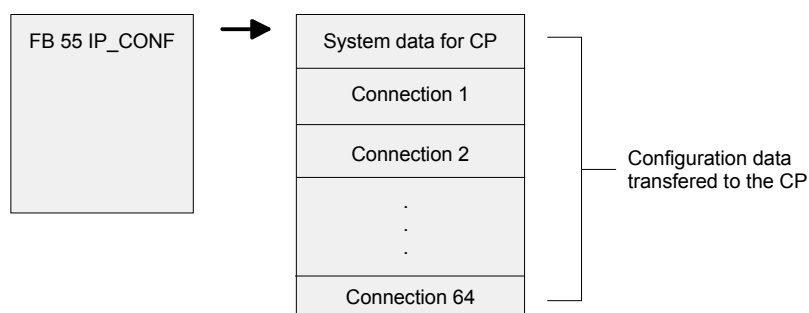 FB 55 IP_CONF
System data for CP
Connection 1
Connection 2
.
.
.
Connection 64
Configuration data
transfered to the CP